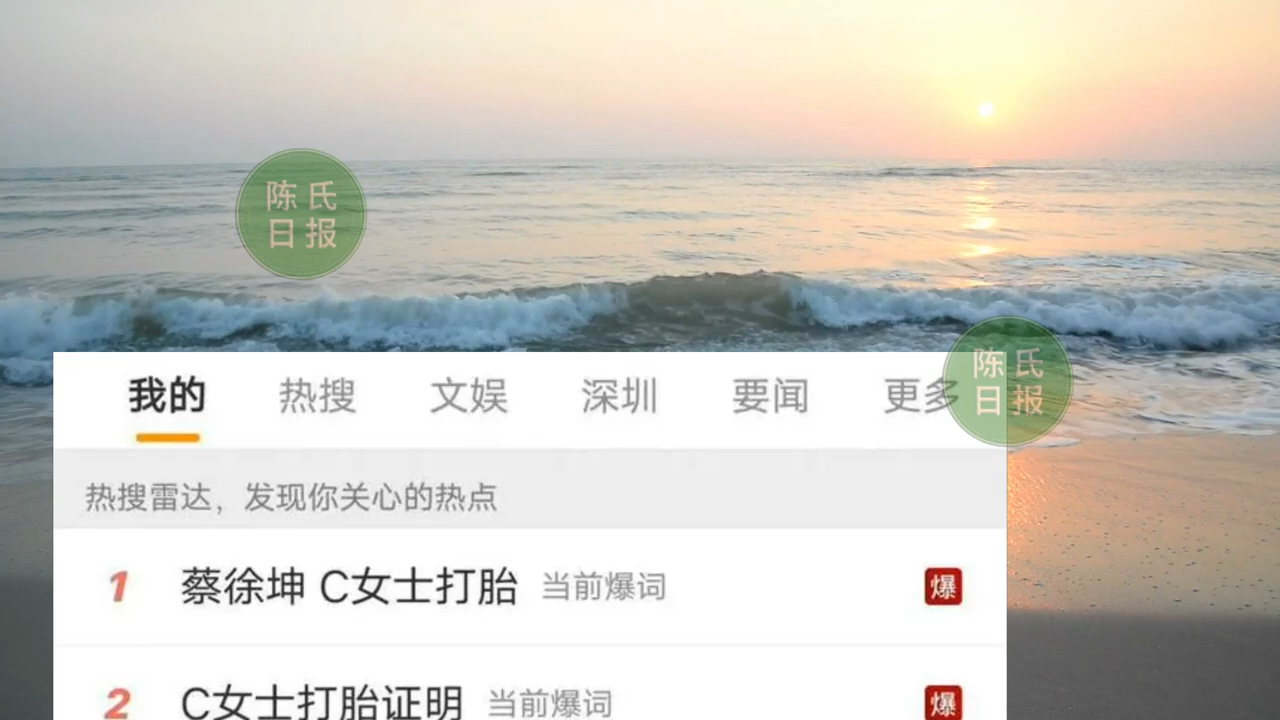 陈氏
日报
陈氏
日报
我的 热搜 文娱 深圳 要闻 更多
热搜雷达，发现你关心的热点
1 蔡徐坤 C女士打胎 当前爆词 爆
2 C女士打胎证明 当前爆词 爆